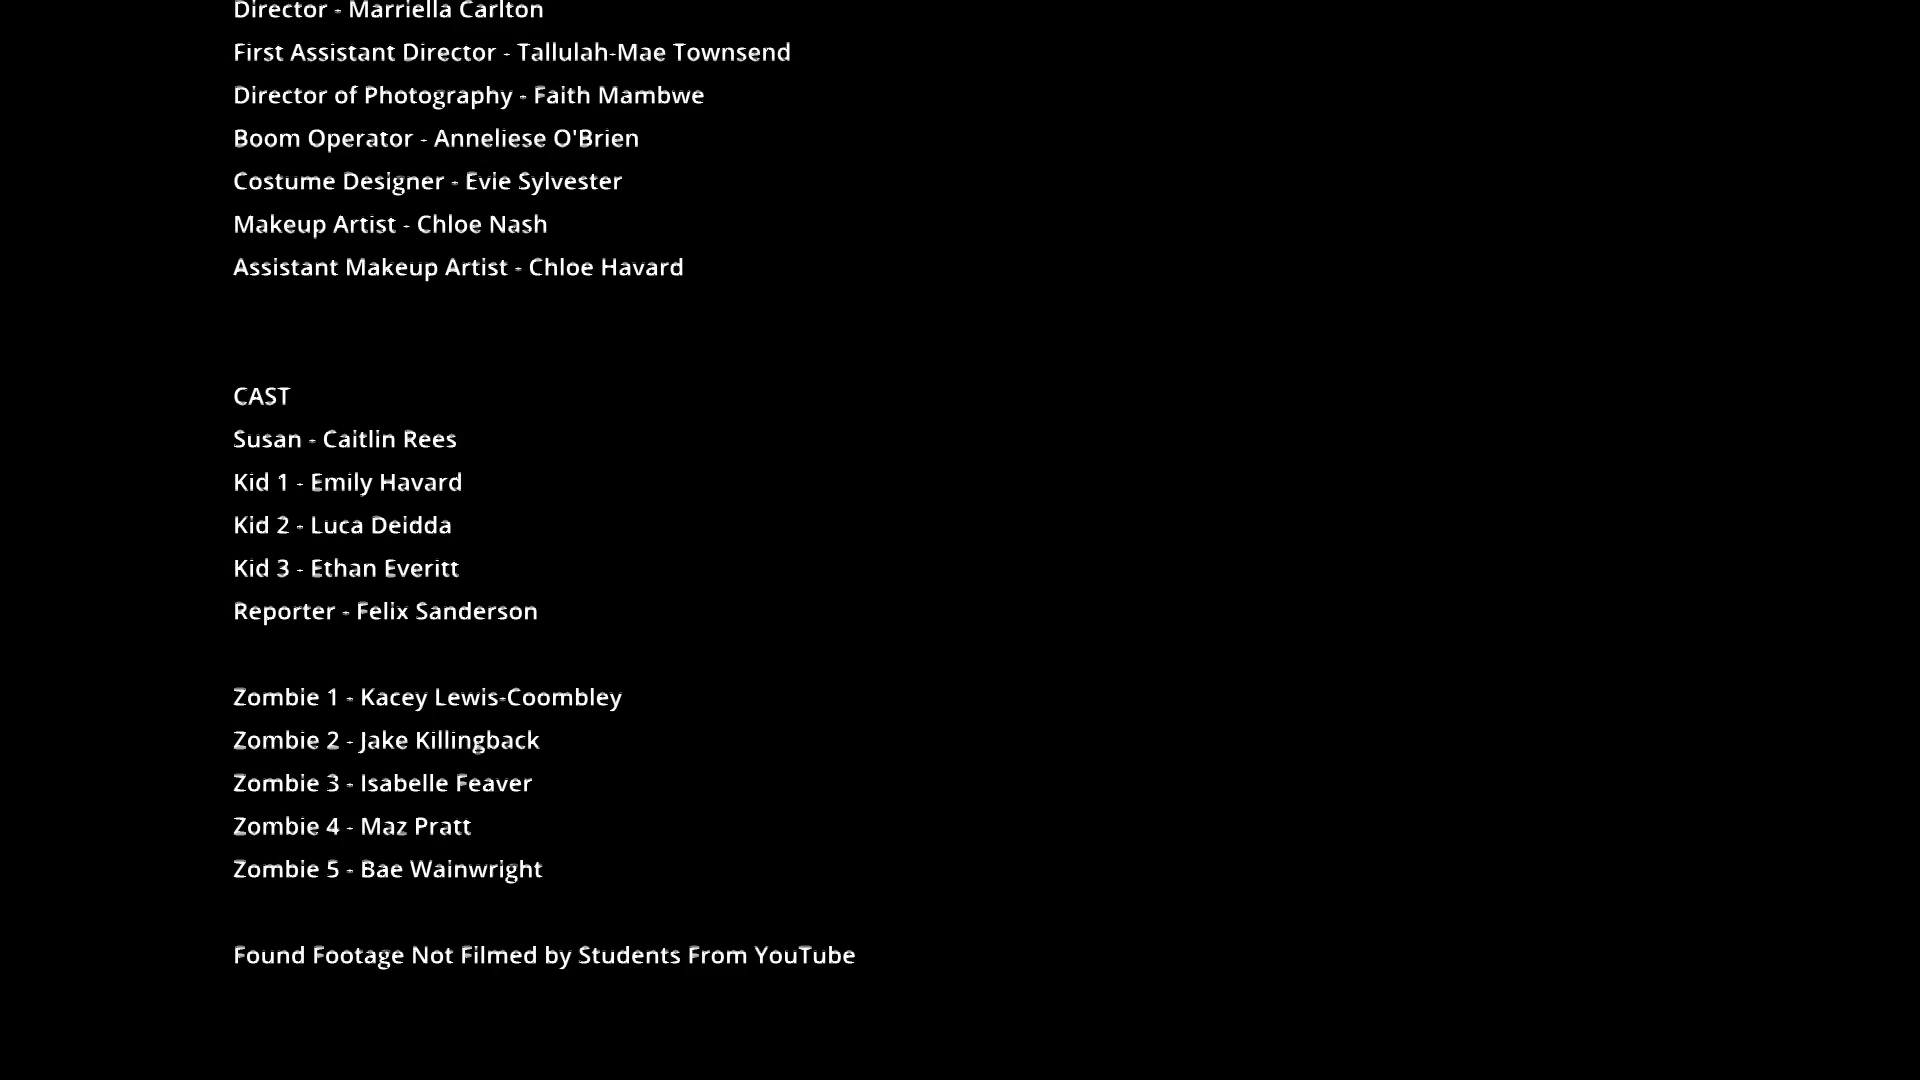 Director - Marriella Carlton
First Assistant Director - Tallulah-Mae Townsend
Director of Photography - Faith Mambwe
Boom Operator - Anneliese O'Brien
Costume Designer - Evie Sylvester
Makeup Artist - Chloe Nash
Assistant Makeup Artist - Chloe Havard
CAST
Susan - Caitlin Rees
Kid 1 - Emily Havard
Kid 2 - Luca Deidda
Kid 3 - Ethan Everitt
Reporter - Felix Sanderson
Zombie 1 - Kacey Lewis-Coombley
Zombie 2 - Jake Killingback
Zombie 3 - Isabelle Feaver
Zombie 4 - Maz Pratt
Zombie 5 - Bae Wainwright
Found Footage Not Filmed by Students From YouTube